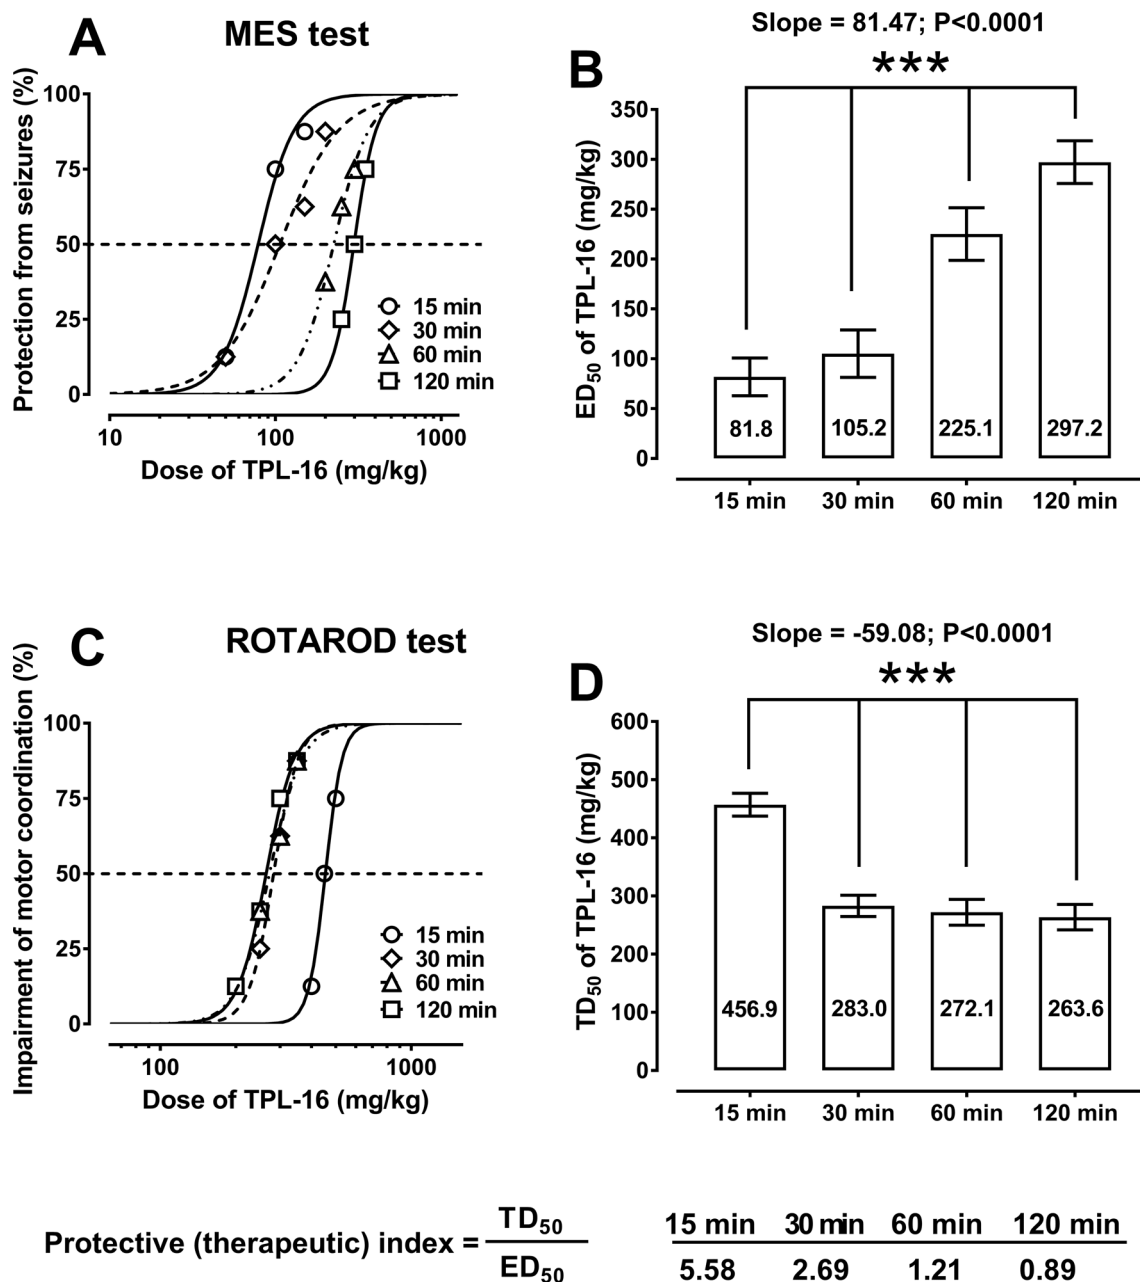 A
MES test
Protection from seizures (%)
100
75
50
25
0
15 min
30 min
60 min
120 min
10
100
1000
Dose of TPL-16 (mg/kg)
B
Slope = 81.47; P<0.0001
***
ED50 of TPL-16 (mg/kg)
350
300
250
200
150
100
50
0
81.8
105.2
225.1
297.2
15 min
30 min
60 min
120 min
C
ROTAROD test
Impairment of motor coordination (%)
100
75
50
25
0
15 min
30 min
60 min
120 min
100
1000
Dose of TPL-16 (mg/kg)
D
Slope = -59.08; P<0.0001
***
TD50 of TPL-16 (mg/kg)
600
500
400
300
200
100
0
456.9
283.0
272.1
263.6
15 min
30 min
60 min
120 min
Protective (therapeutic) index =
TD50
ED50
15 min 30 min 60 min 120 min
5.58 2.69 1.21 0.89